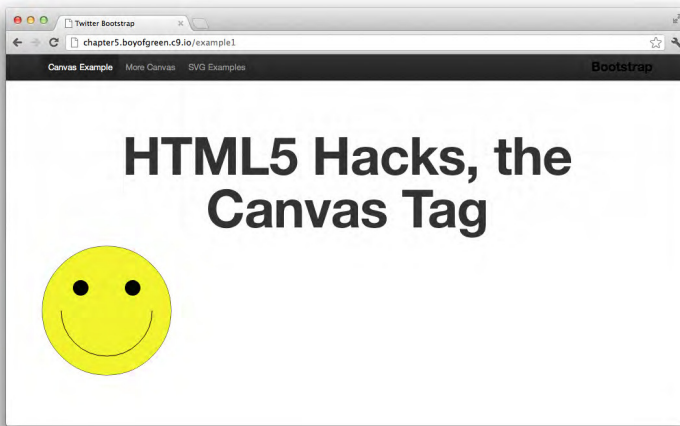 Twitter Bootstrap
chapter5.boyofgreen.c9.io/example1
Canvas Example More Canvas SVG Examples Bootstrap
HTML5 Hacks, the
Canvas Tag